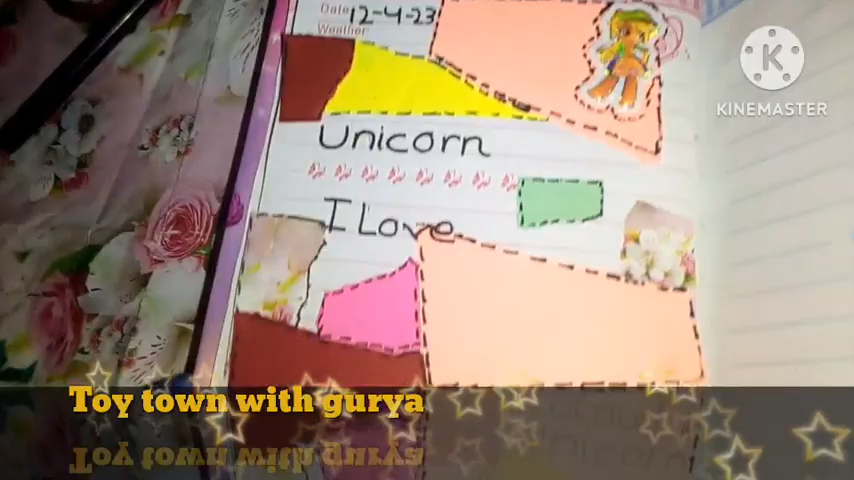 Date 12-4-23
Weather
KINEMASTER
Unicorn
I Love
Toy town with gurya